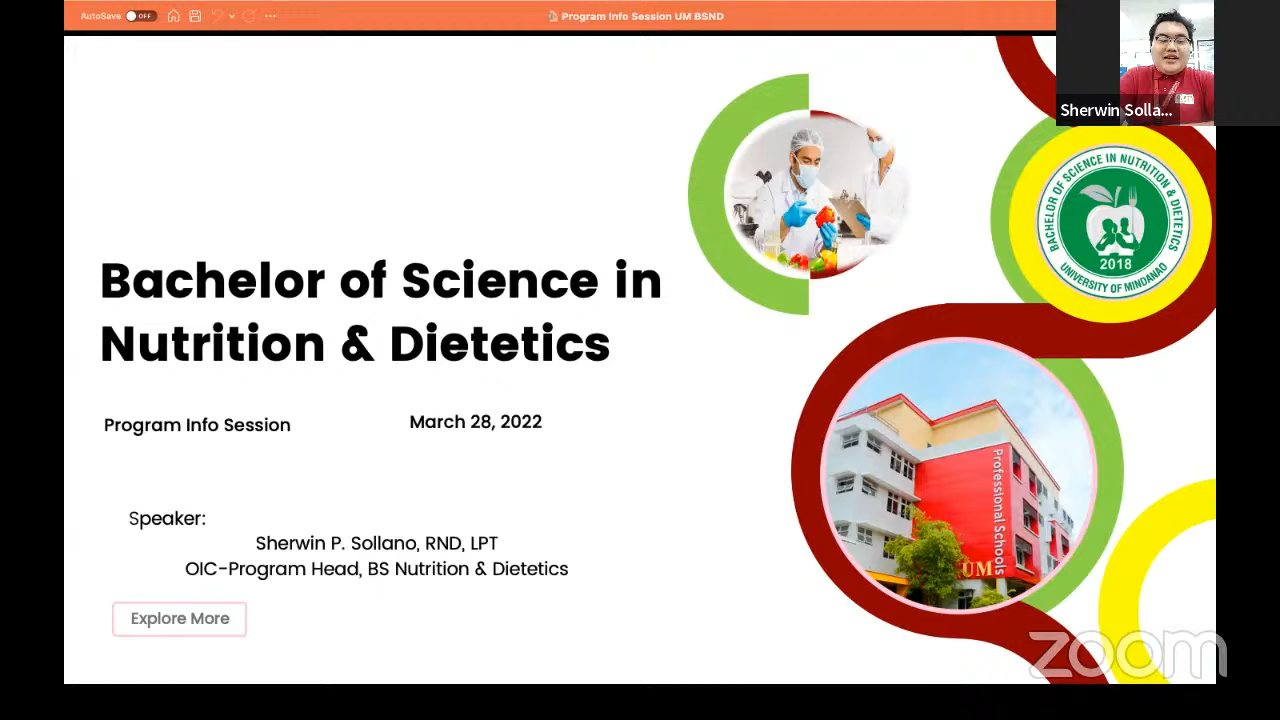 AutoSave OFF
Program Info Session UM BSND
Sherwin Solla...
BACHELOR OF SCIENCE IN NUTRITION & DIETETICS
2018
UNIVERSITY OF MINDANAO
Bachelor of Science in
Nutrition & Dietetics
Program Info Session
March 28, 2022
Speaker:
Sherwin P. Sollano, RND, LPT
OIC-Program Head, BS Nutrition & Dietetics
Explore More
Professional Schools
UM
zoom